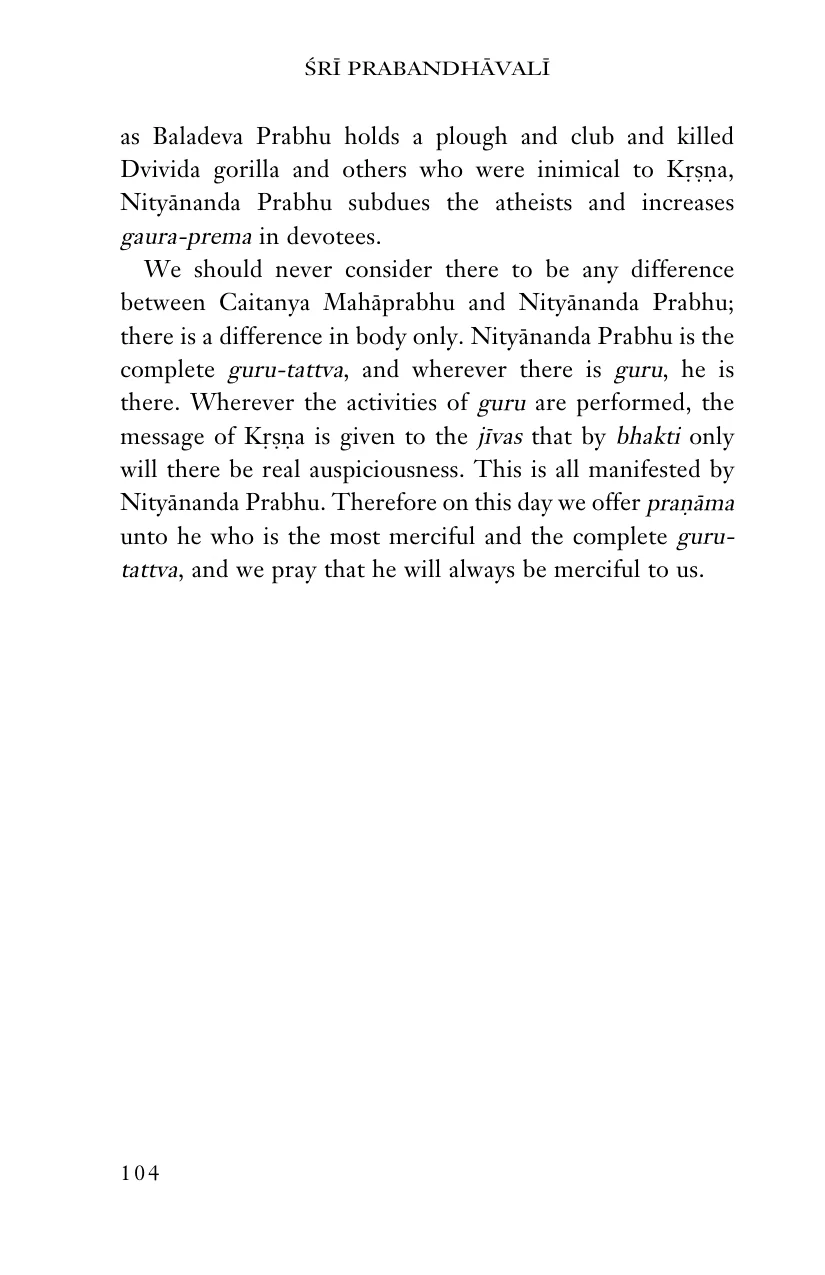 ŚRĪ PRABANDHĀVALĪ
as Baladeva Prabhu holds a plough and club and killed
Dvivida gorilla and others who were inimical to Kṛṣṇa,
Nityānanda Prabhu subdues the atheists and increases
gaura-prema in devotees.
We should never consider there to be any difference
between Caitanya Mahāprabhu and Nityānanda Prabhu;
there is a difference in body only. Nityānanda Prabhu is the
complete guru-tattva, and wherever there is guru, he is
there. Wherever the activities of guru are performed, the
message of Kṛṣṇa is given to the jīvas that by bhakti only
will there be real auspiciousness. This is all manifested by
Nityānanda Prabhu. Therefore on this day we offer praṇāma
unto he who is the most merciful and the complete guru-
tattva, and we pray that he will always be merciful to us.
104